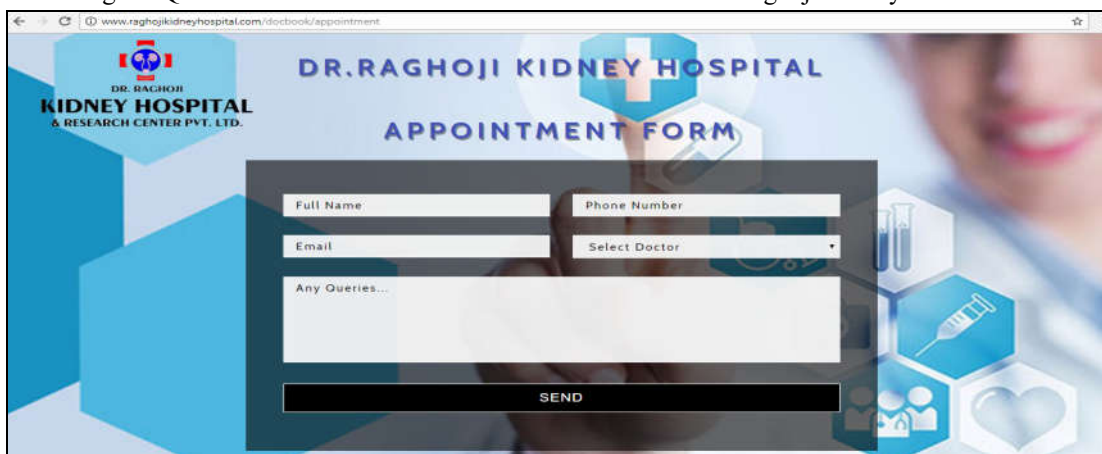 www.raghojikidneyhospital.com/docbook/appointment
DR. RAGHOJI
KIDNEY HOSPITAL
& RESEARCH CENTER PVT. LTD.
DR.RAGHOJI KIDNEY HOSPITAL
APPOINTMENT FORM
Full Name
Phone Number
Email
Select Doctor
Any Queries...
SEND